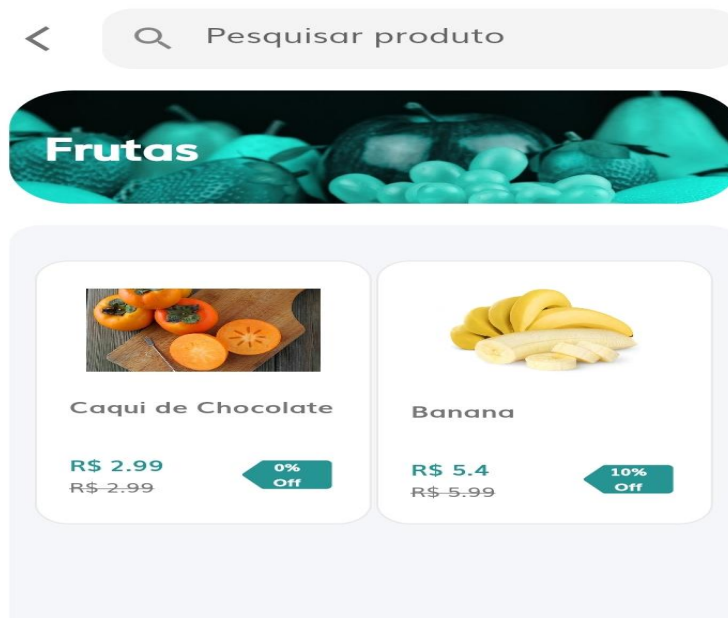 Pesquisar produto
Frutas
Caqui de Chocolate
R$ 2.99
R$ 2.99
0%
Off
Banana
R$ 5.4
R$ 5.99
10%
Off